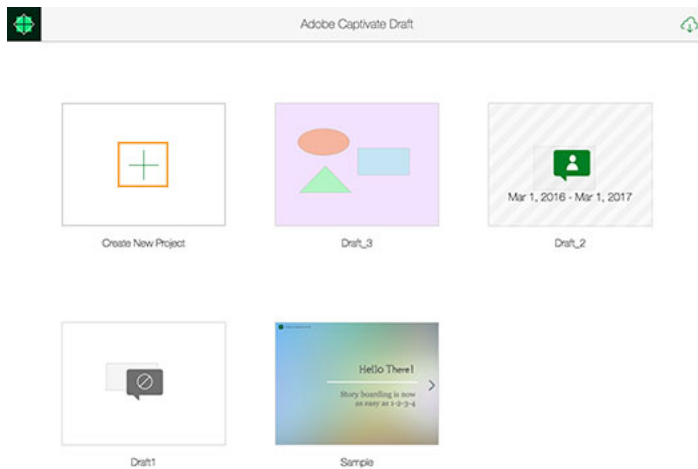 Adobe Captivate Draft
Mar 1, 2016 - Mar 1, 2017
Create New Project
Draft_3
Draft_2
Hello There!
Story boarding is now
as easy as 1-2-3-4
Draft1
Sample